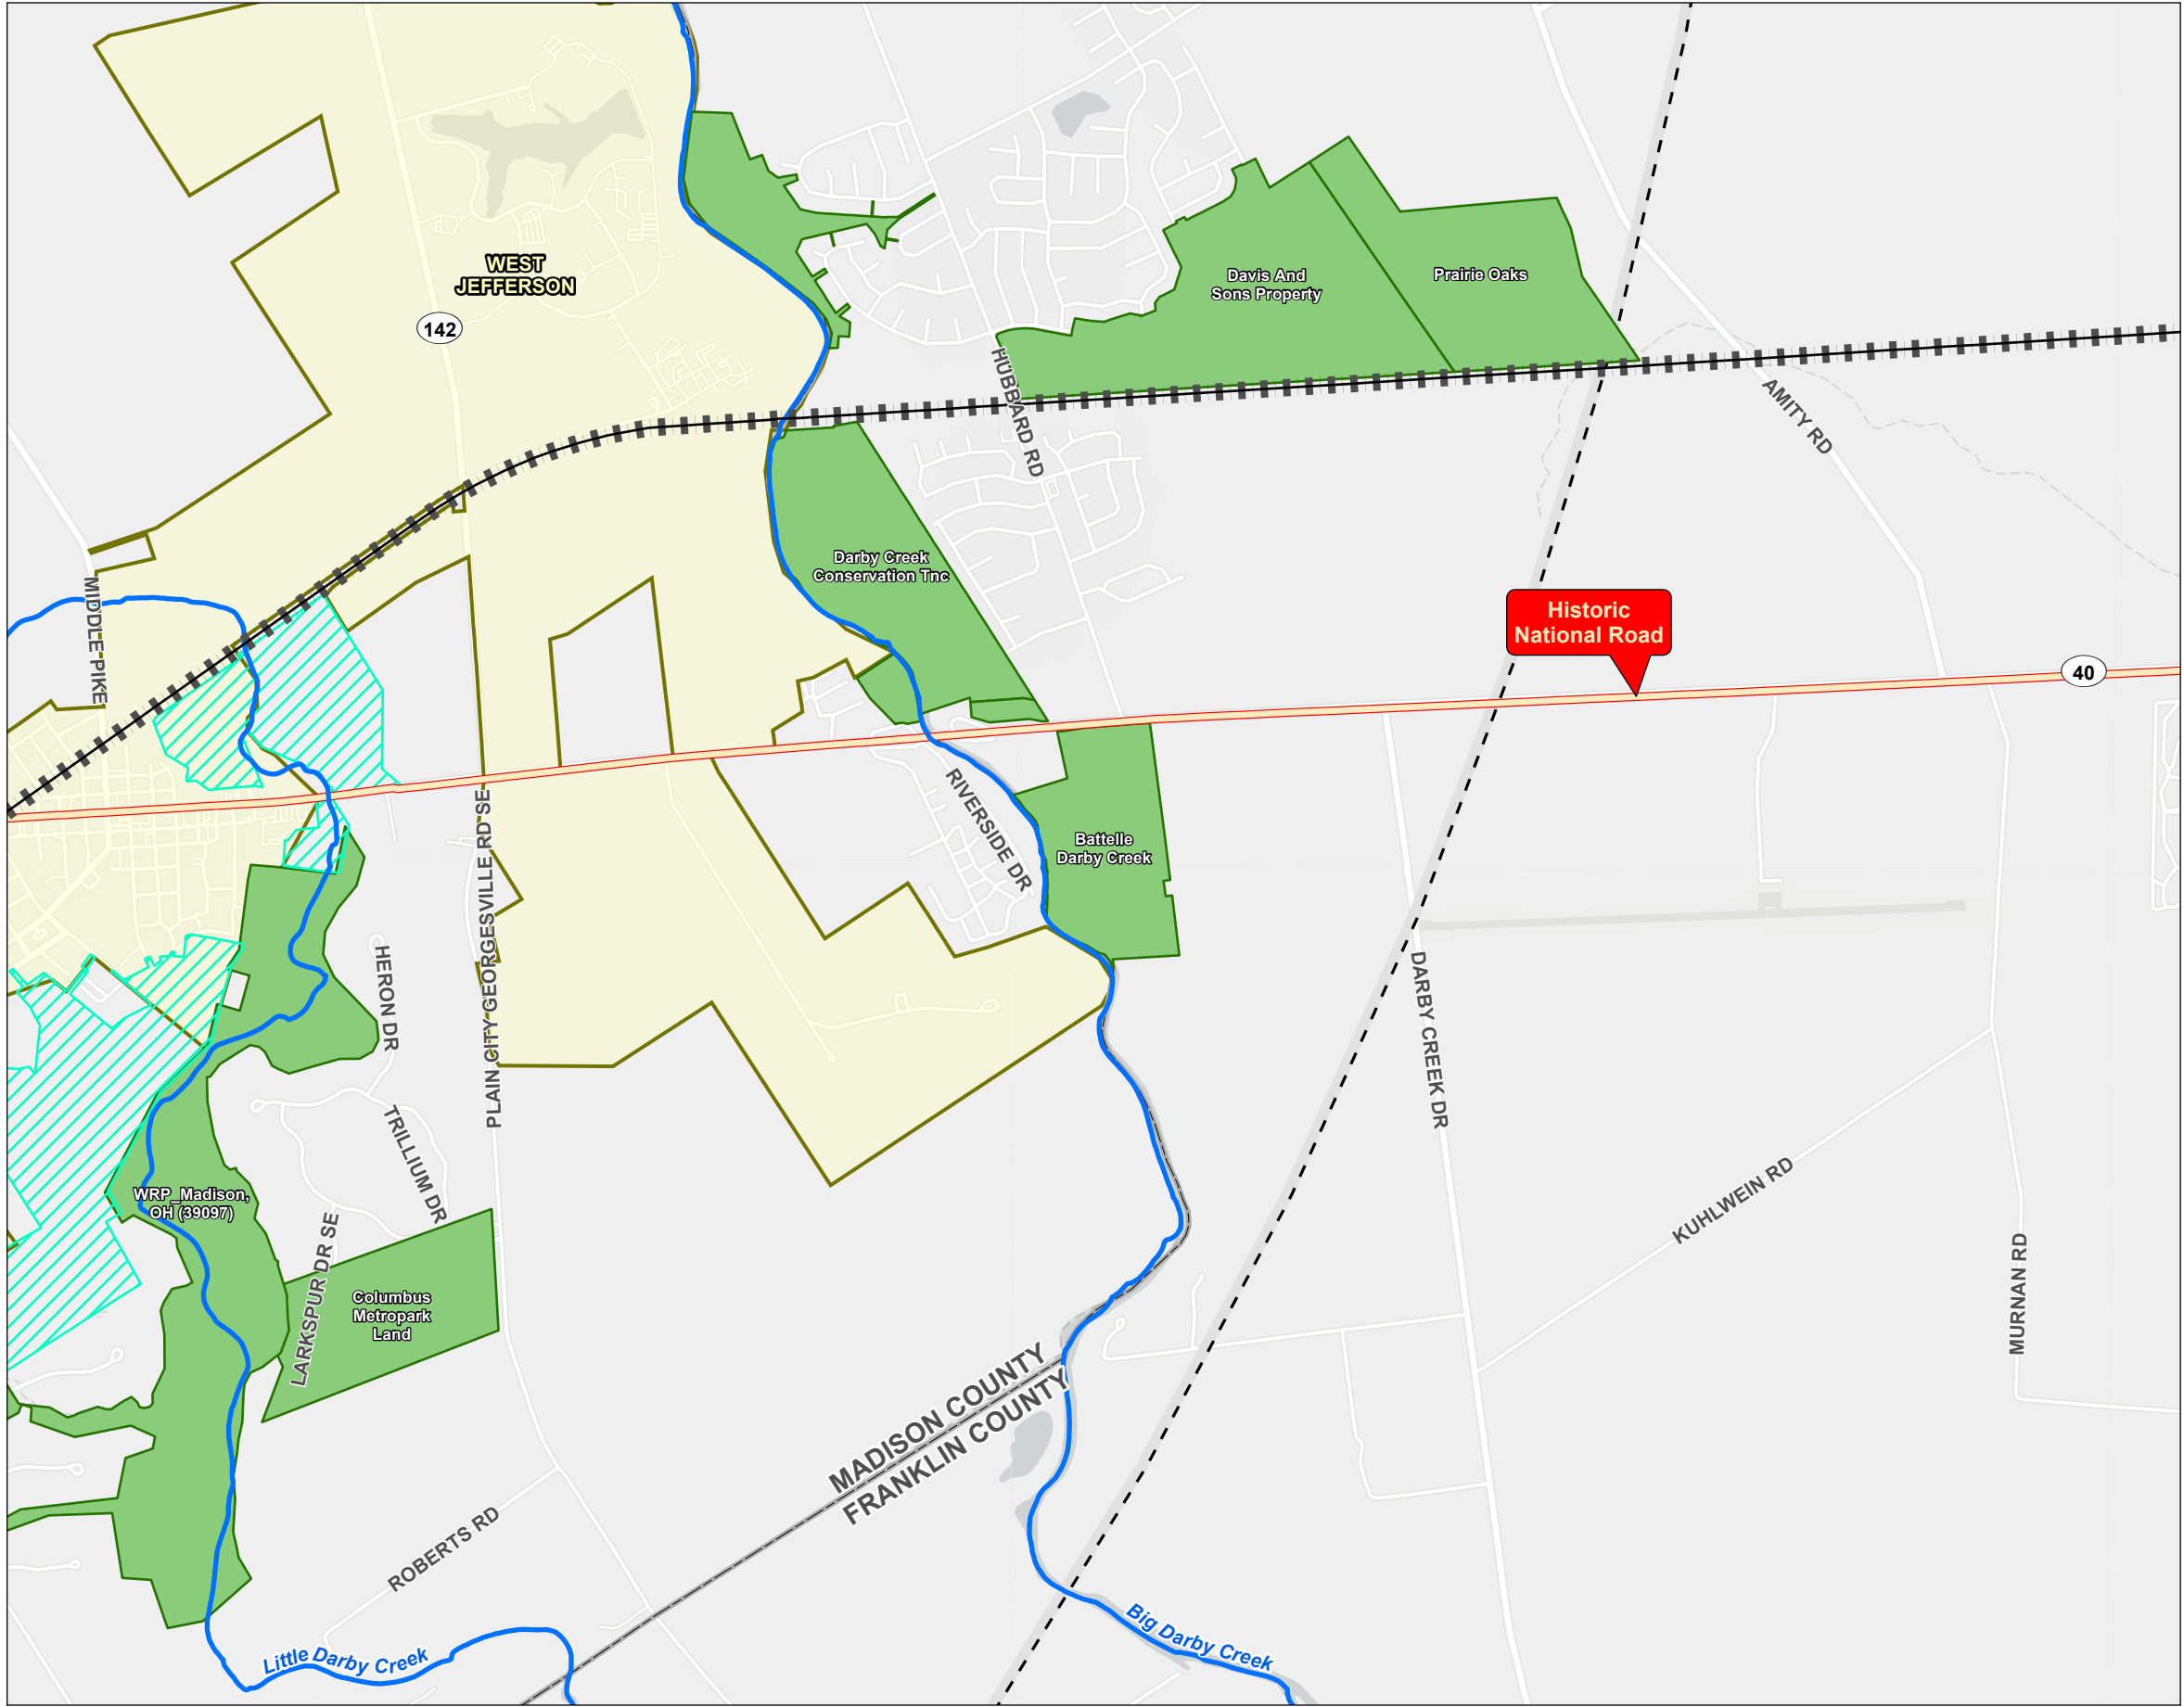 WEST
JEFFERSON
142
Davis And
Sons Property
Prairie Oaks
HUBBARD RD
AMITY RD
Darby Creek
Conservation Tnc
MIDDLE PIKE
Historic
National Road
40
RIVERSIDE DR
Battelle
Darby Creek
PLAIN CITY GEORGESVILLE RD SE
HERON DR
DARBY CREEK DR
TRILLIUM DR
WRP_Madison,
OH (39097)
LARKSPUR DR SE
Columbus
Metropark
Land
KUHLWEIN RD
MURNAN RD
MADISON COUNTY
FRANKLIN COUNTY
ROBERTS RD
Little Darby Creek
Big Darby Creek